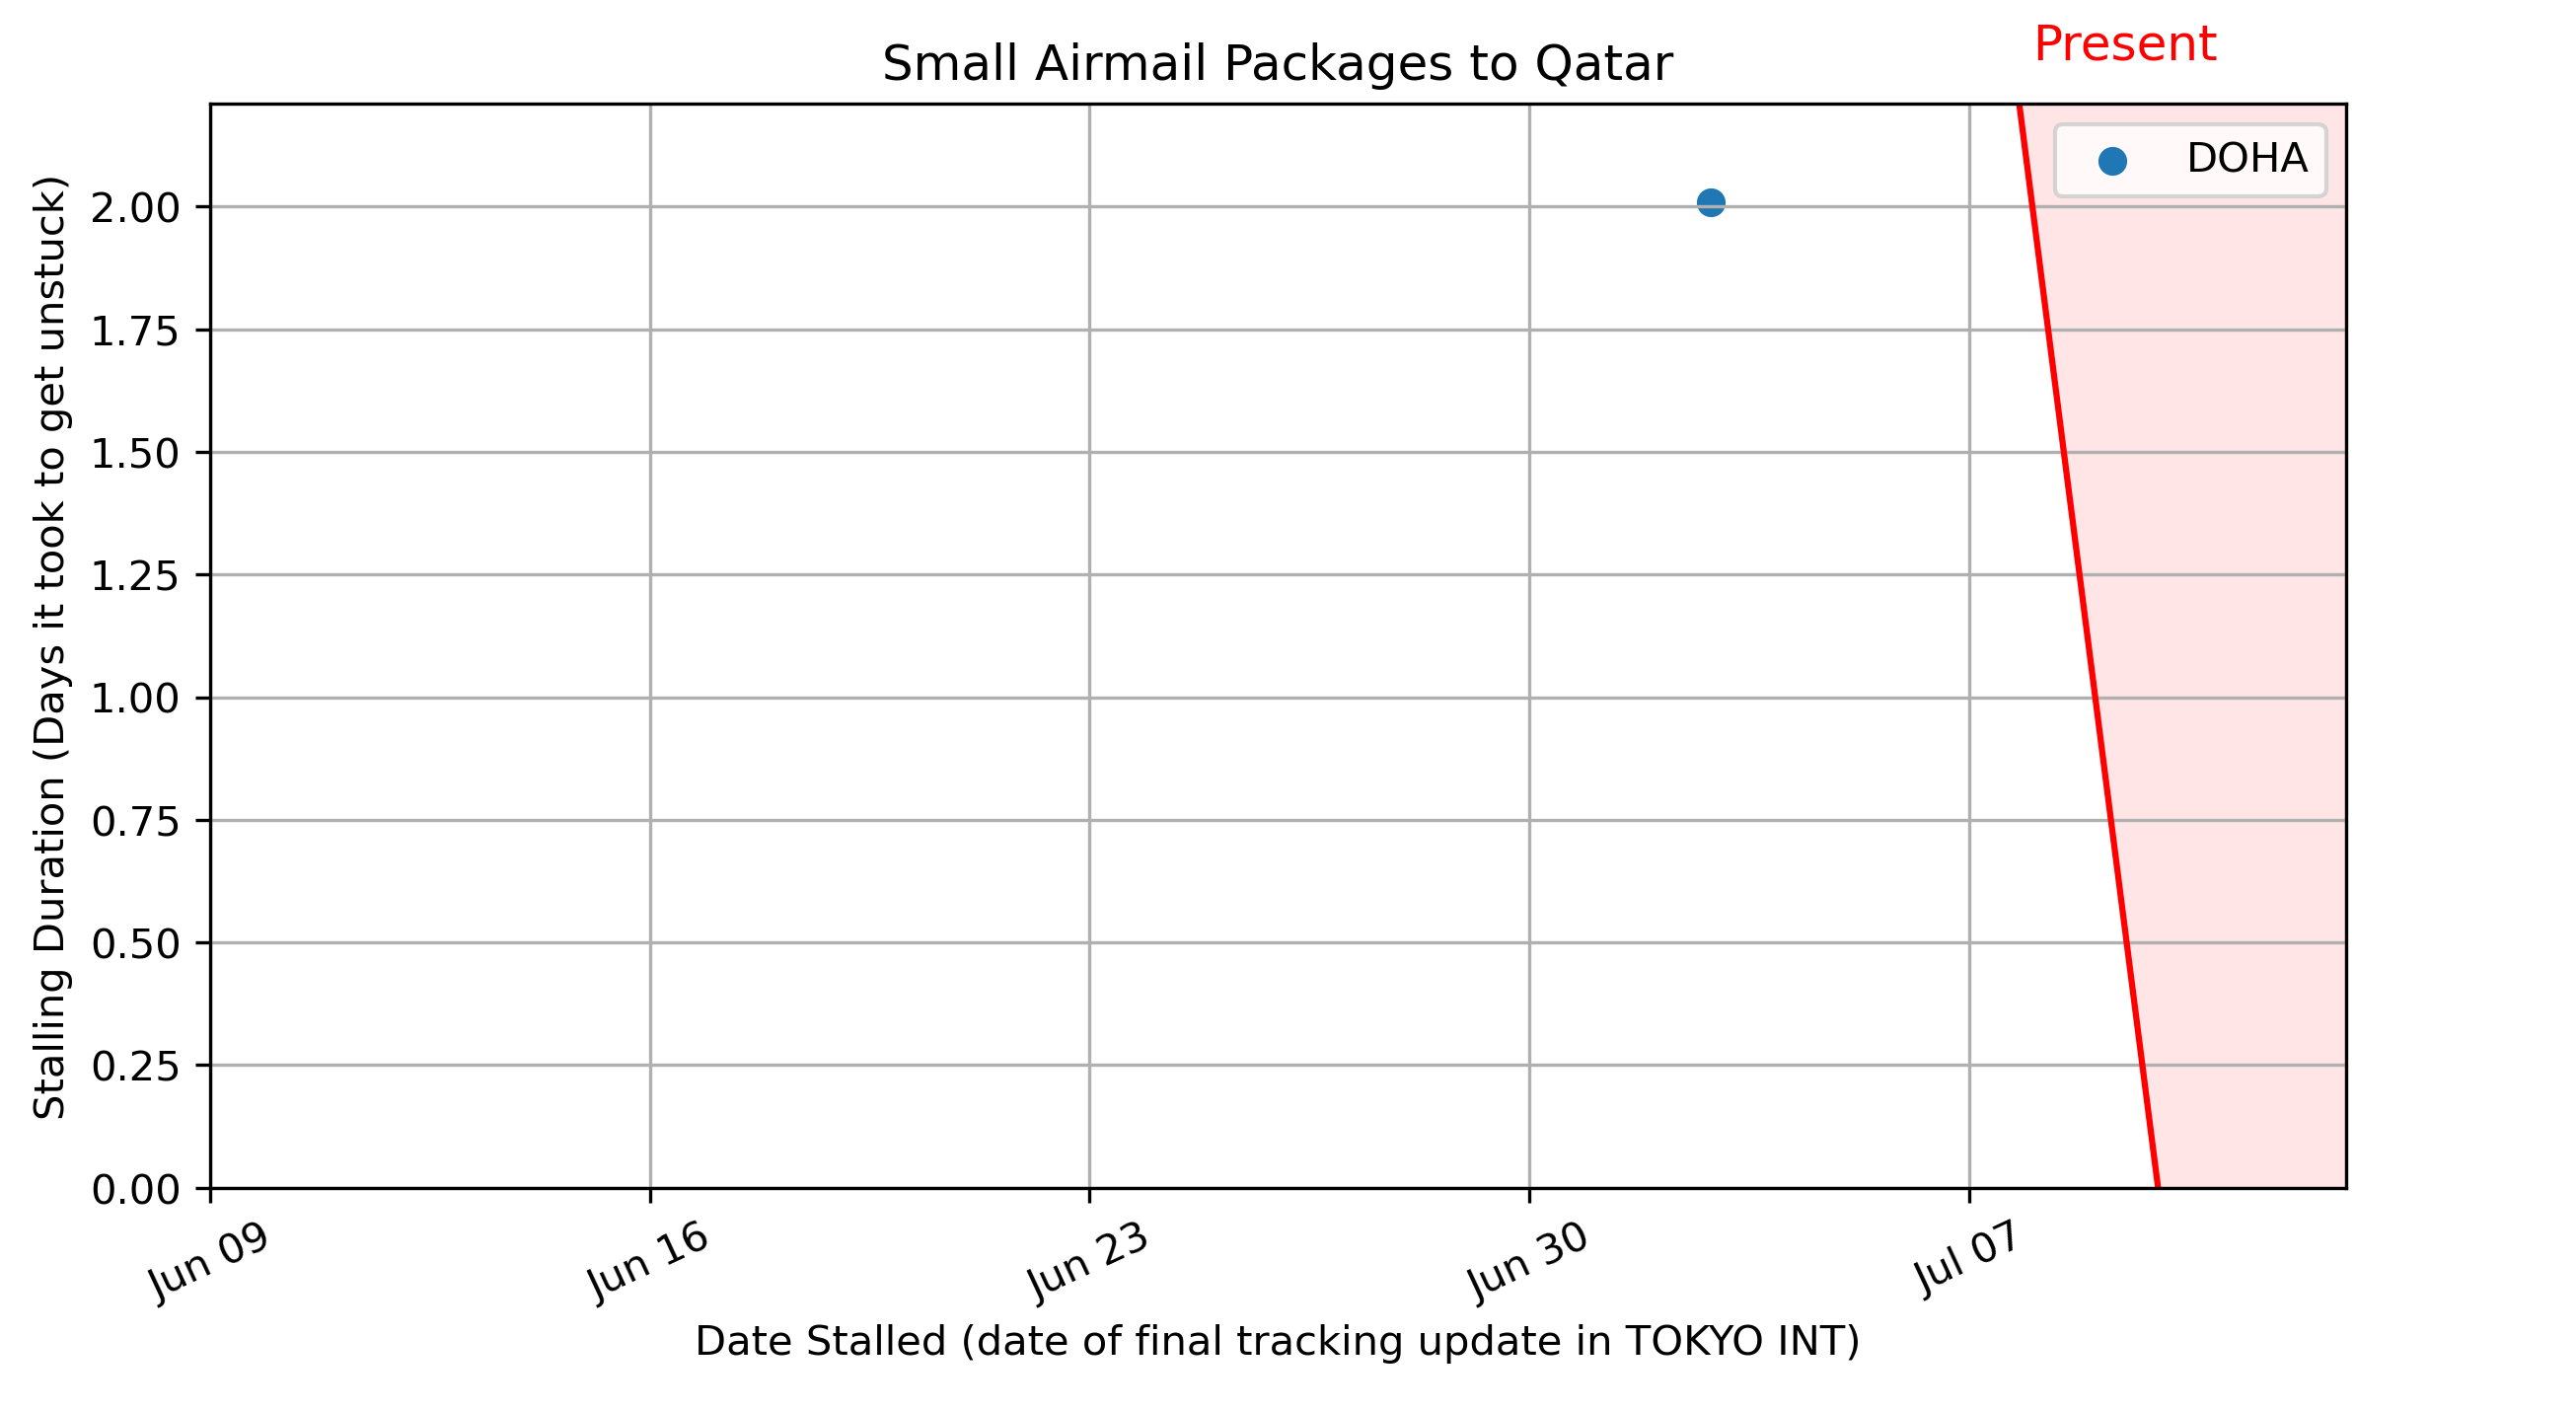 Present
Small Airmail Packages to Qatar
DOHA
Stalling Duration (Days it took to get unstuck)
2.00
1.75
1.50
1.25
1.00
0.75
0.50
0.25
0.00
Jun 09
Jun 16
Jun 23
Jun 30
Jul 07
Date Stalled (date of final tracking update in TOKYO INT)